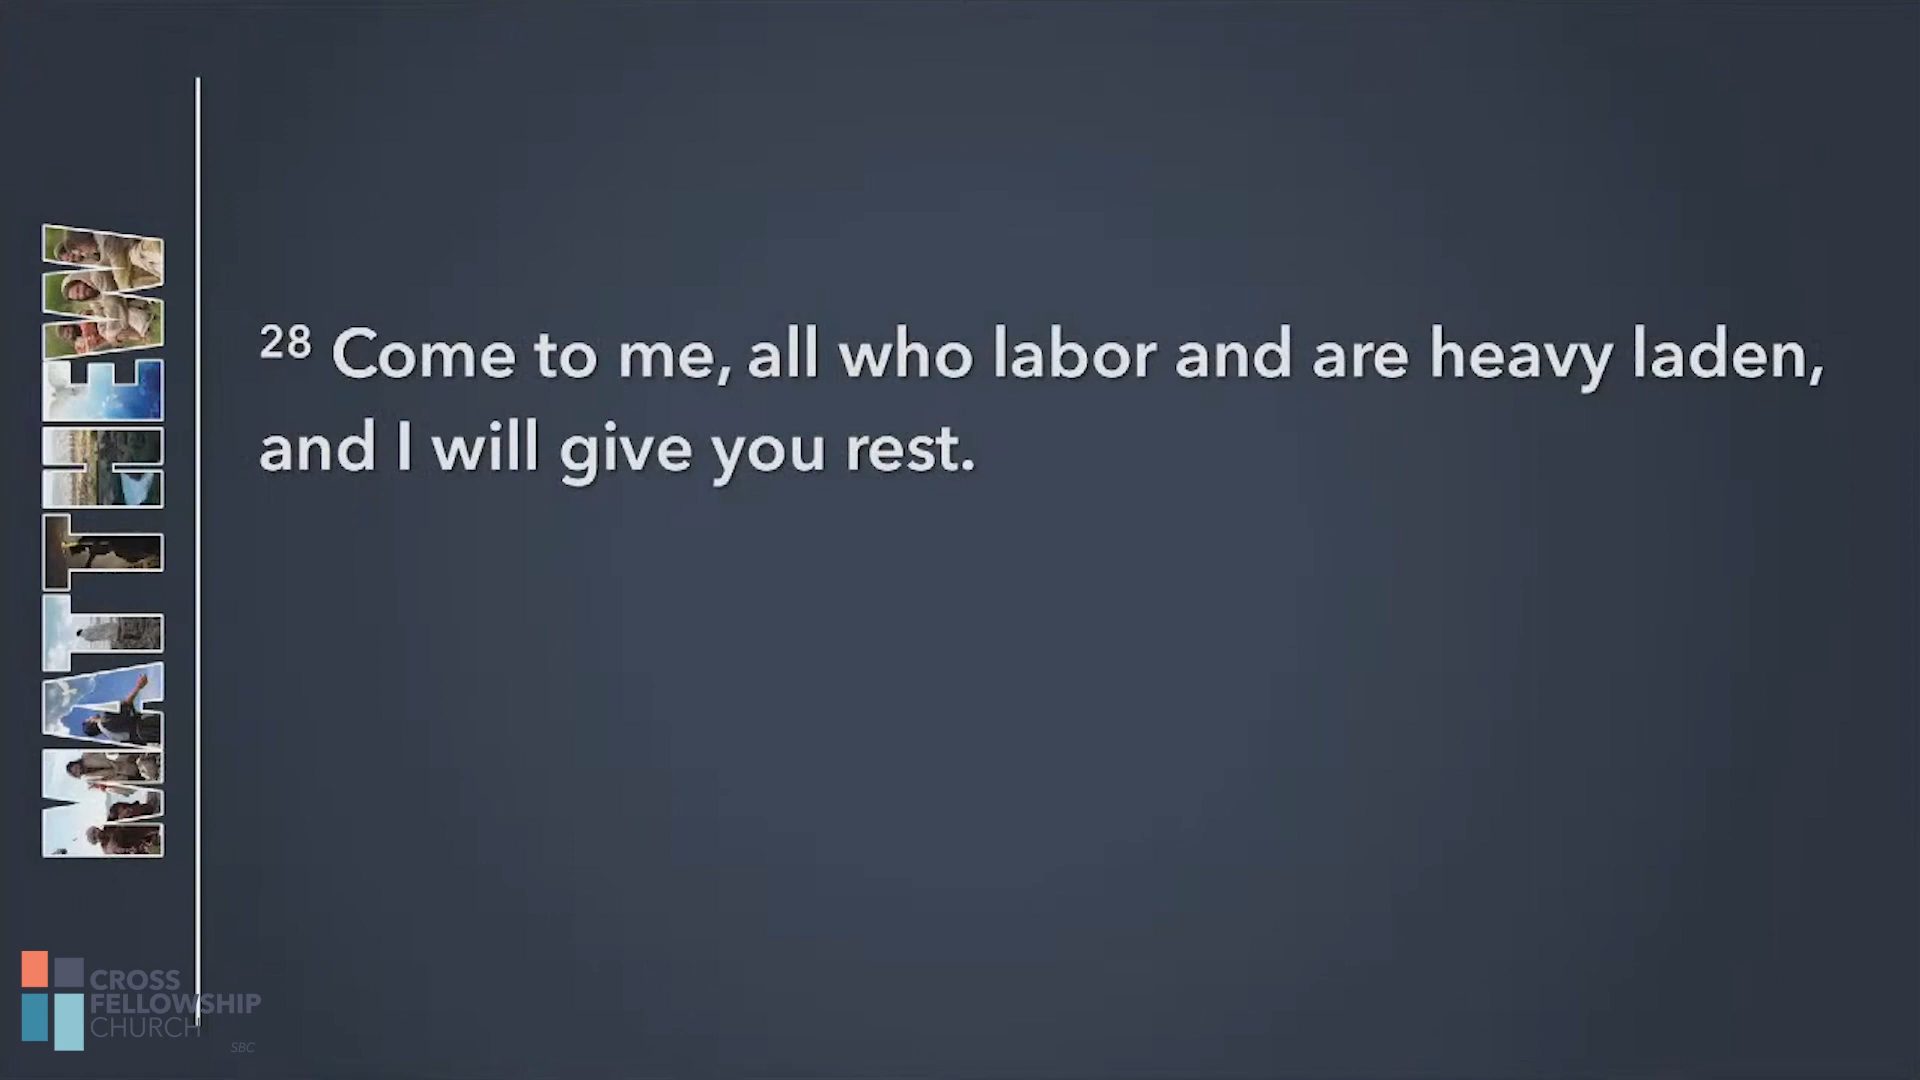 MATTHEW
28 Come to me, all who labor and are heavy laden,
and I will give you rest.
CROSS
FELLOWSHIP
CHURCH
SBC